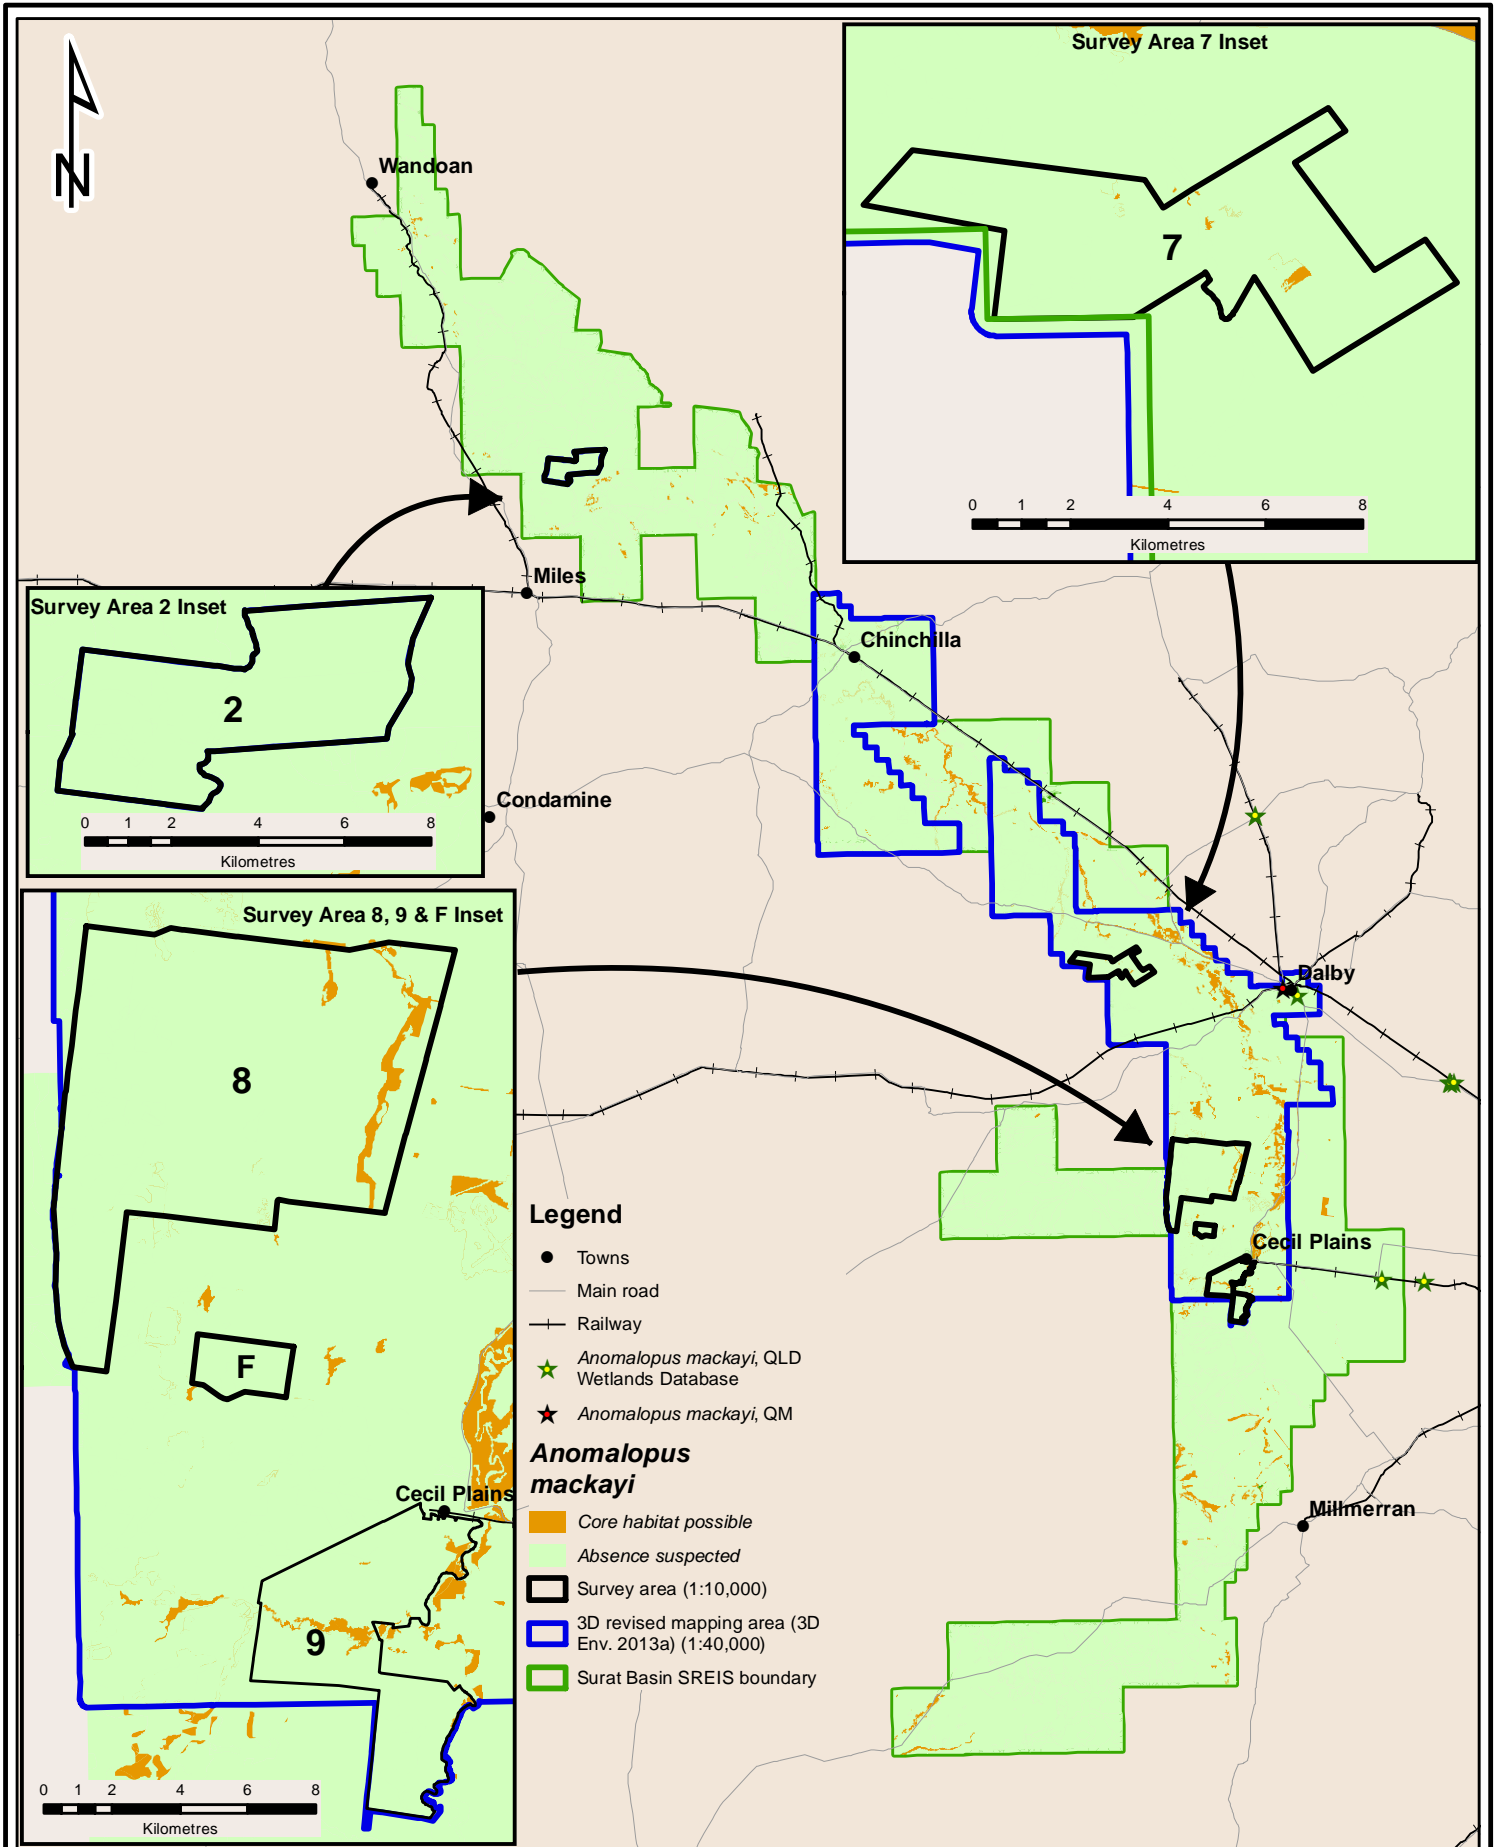 Survey Area 7 Inset
7
0 1 2 4 6 8
Kilometres
N
Wandoan
Miles
Chinchilla
Survey Area 2 Inset
2
0 1 2 4 6 8
Kilometres
Condamine
Dalby
Survey Area 8, 9 & F Inset
8
F
Cecil Plains
9
0 1 2 4 6 8
Kilometres
Cecil Plains
Millmerran
Legend
Towns
Main road
Railway
Anomalopus mackayi, QLD
Wetlands Database
Anomalopus mackayi, QM
Anomalopus
mackayi
Core habitat possible
Absence suspected
Survey area (1:10,000)
3D revised mapping area (3D
Env. 2013a) (1:40,000)
Surat Basin SREIS boundary